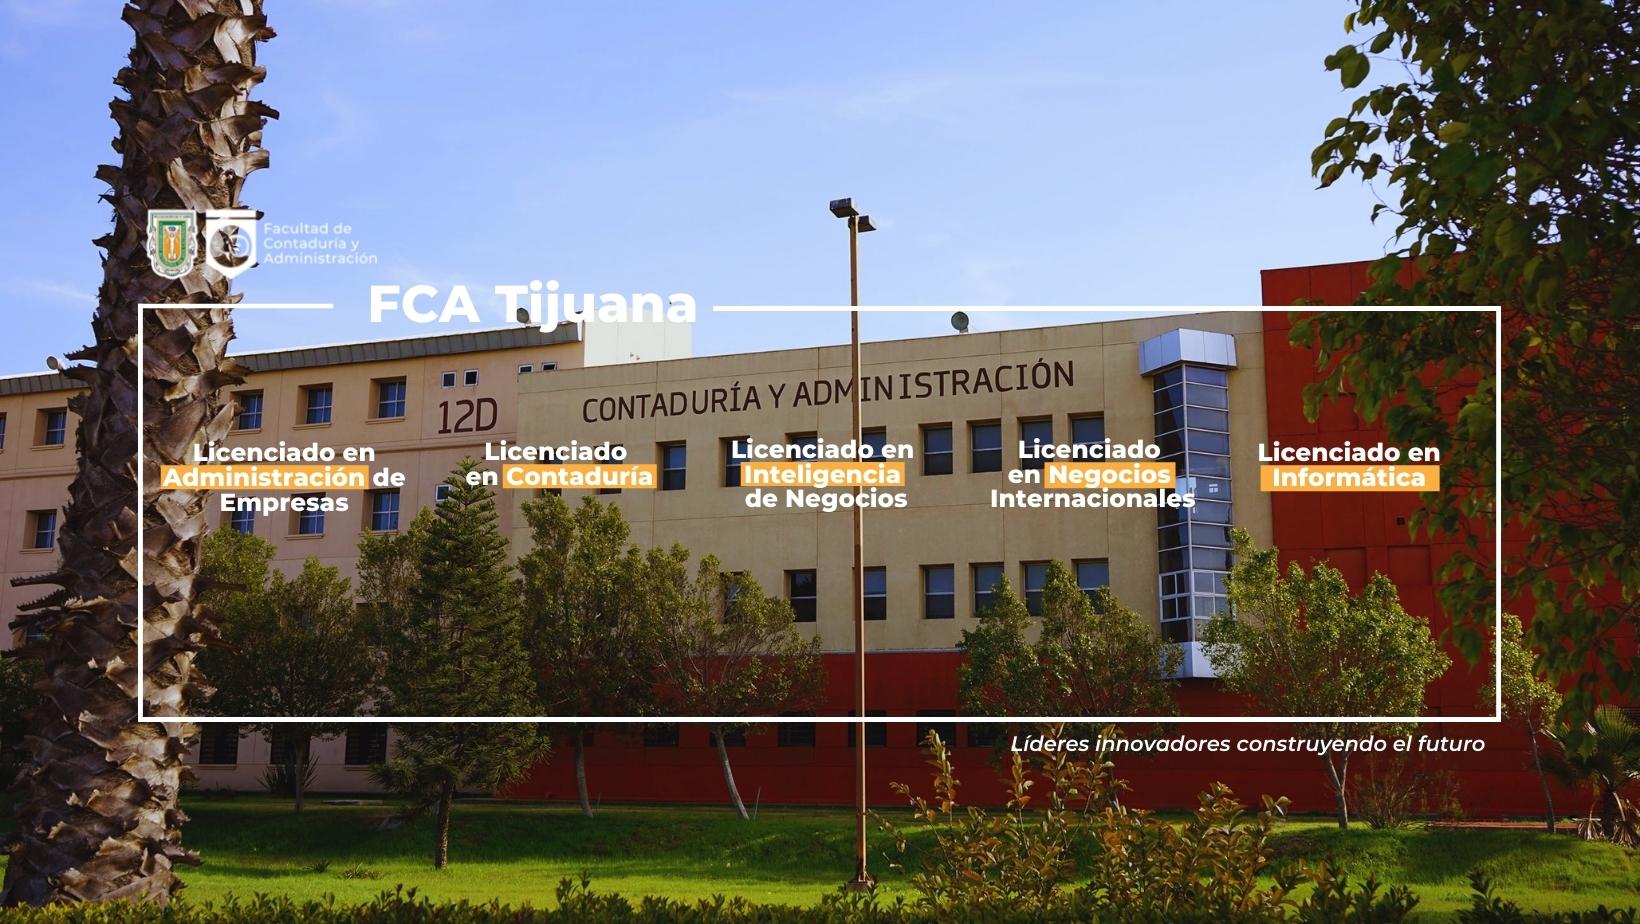 Facultad de
Contaduría y
Administración
FCA Tijuana
CONTADURÍA Y ADMINISTRACIÓN
12D
Licenciado en
Administración de
Empresas
Licenciado
en Contaduría
Licenciado en
Inteligencia
de Negocios
Licenciado
en Negocios
Internacionales
Licenciado en
Informática
Líderes innovadores construyendo el futuro